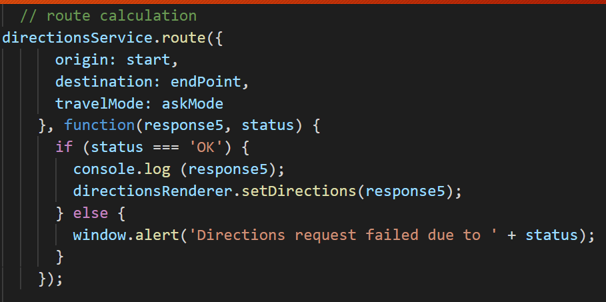 // route calculation
directionsService.route({
origin: start,
destination: endPoint,
travelMode: askMode
}, function(response5, status) {
if (status === 'OK') {
console.log (response5);
directionsRenderer.setDirections(response5);
} else {
window.alert('Directions request failed due to ' + status);
}
});